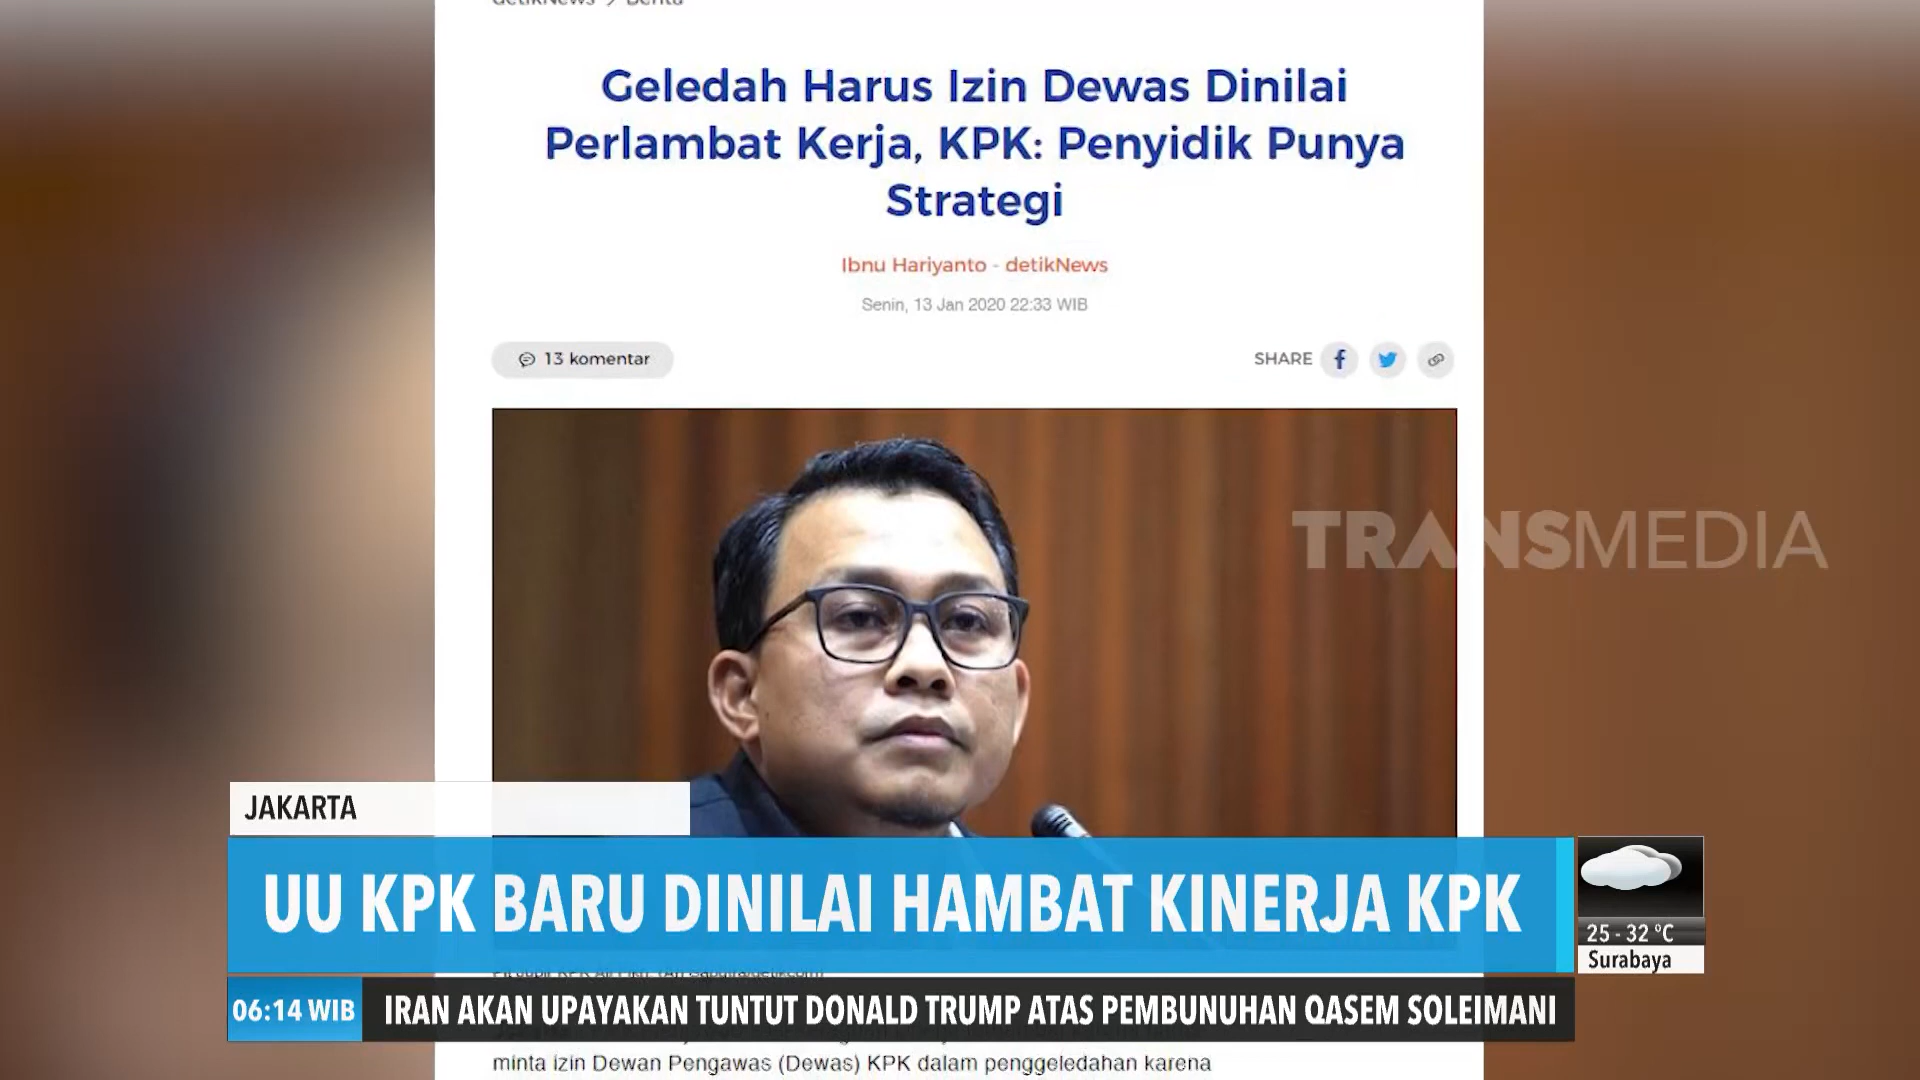 detikNews > Berita
Geledah Harus Izin Dewas Dinilai
Perlambat Kerja, KPK: Penyidik Punya
Strategi
Ibnu Hariyanto - detikNews
Senin, 13 Jan 2020 22:33 WIB
13 komentar
SHARE
TRANSMEDIA
JAKARTA
UU KPK BARU DINILAI HAMBAT KINERJA KPK
25 - 32 °C
Surabaya
06:14 WIB
IRAN AKAN UPAYAKAN TUNTUT DONALD TRUMP ATAS PEMBUNUHAN QASEM SOLEIMANI
minta izin Dewan Pengawas (Dewas) KPK dalam penggeledahan karena